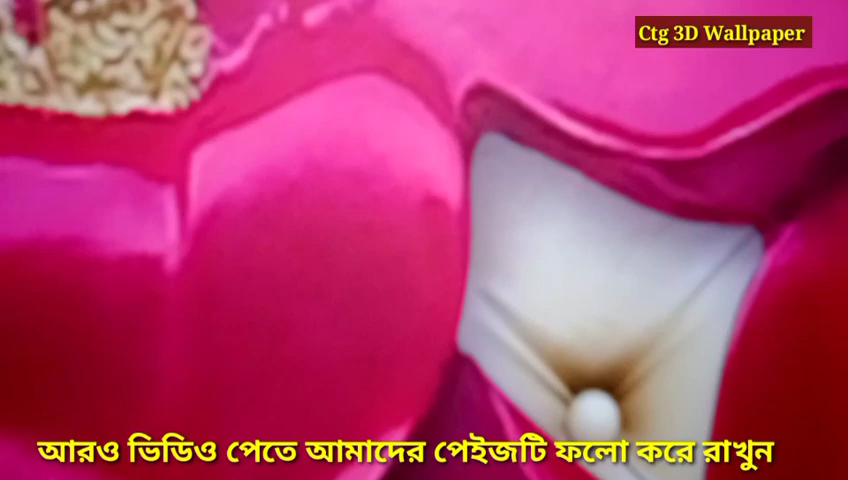 Ctg 3D Wallpaper
আরও ভিডিও পেতে আমাদের পেইজটি ফলো করে রাখুন